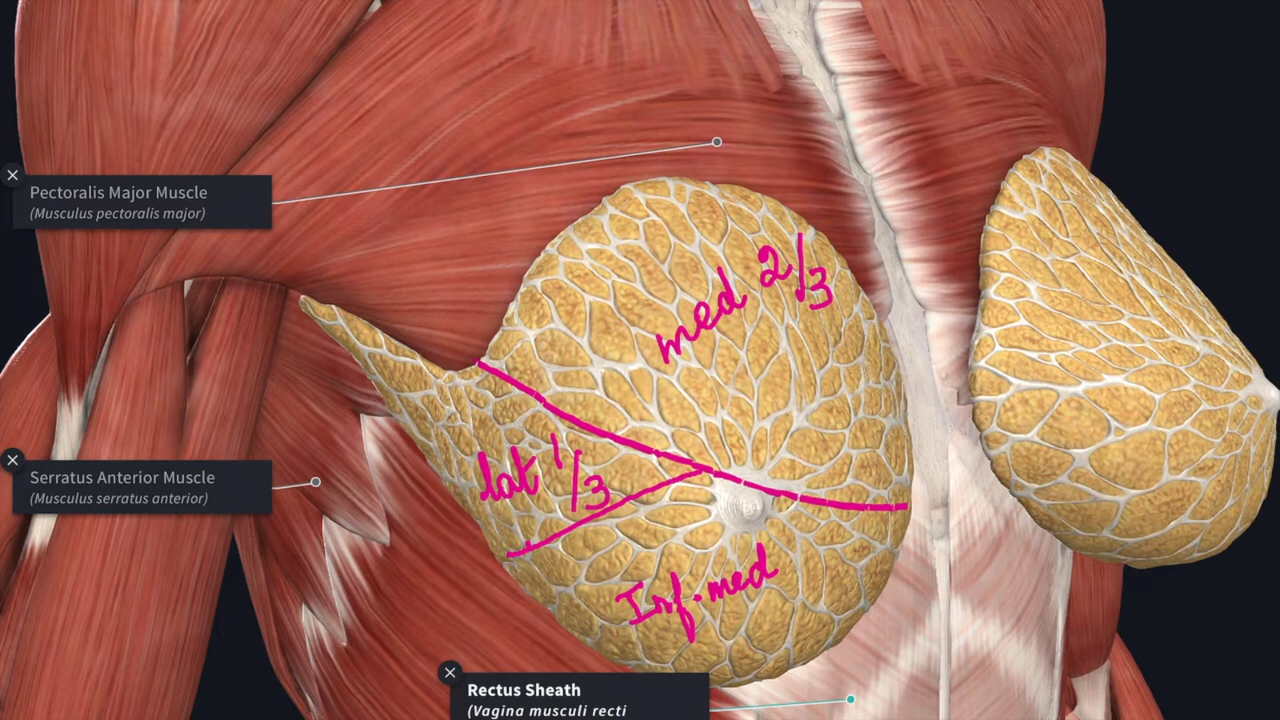 Pectoralis Major Muscle
(Musculus pectoralis major)
med 2/3
Serratus Anterior Muscle
(Musculus serratus anterior)
lat 1/3
Inf. med
Rectus Sheath
(Vagina musculi recti